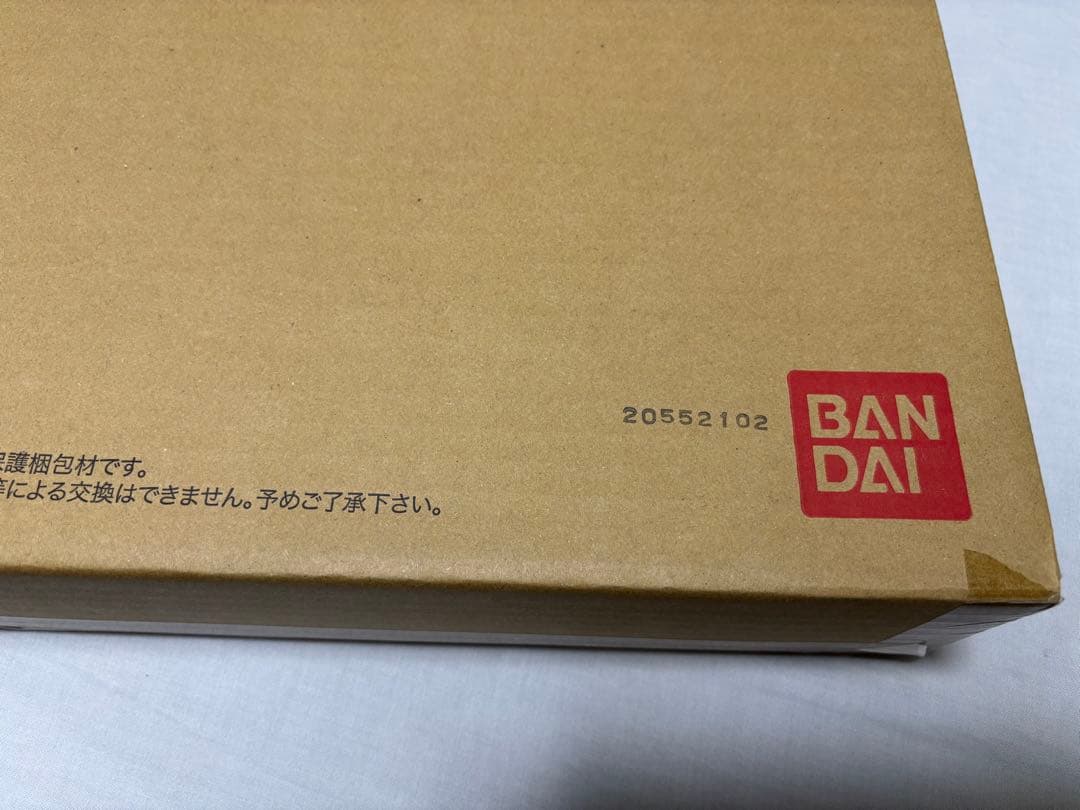 20552102
BAN
DAI
護梱包材です。
等による交換はできません。予めご了承下さい。